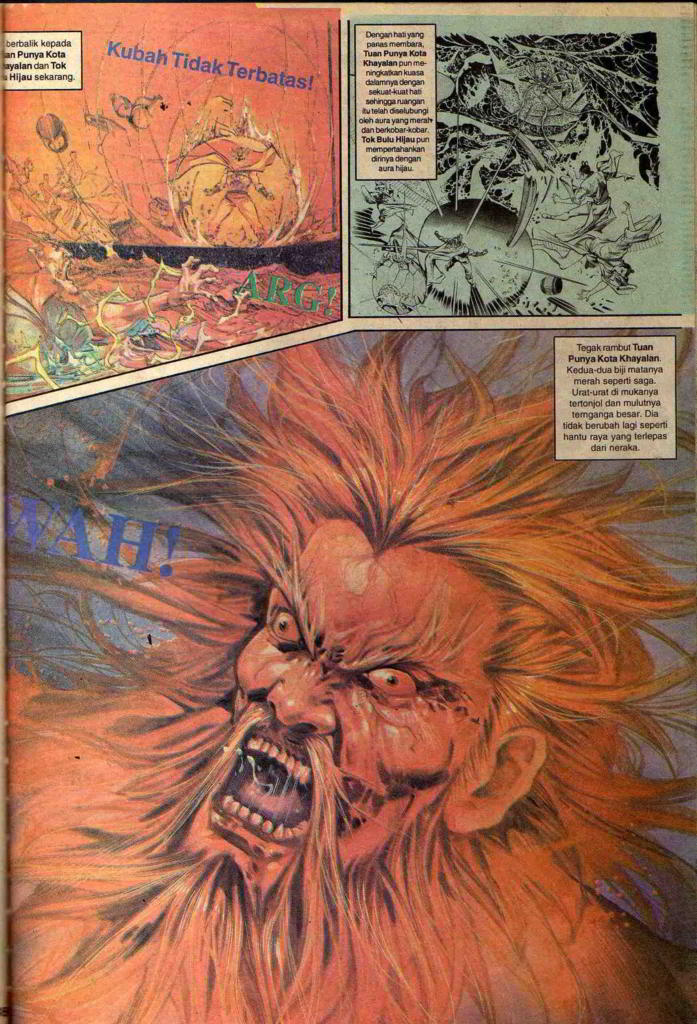 berbalik kepada
Punya Kota
dan Tok
Hijau sekarang.
Kubah Tidak Terbatas!
ARG!
Dengan hati yang
panas membara,
Tuan Punya Kota
Khayalan pun me-
ningkatkan kuasa
dalamnya dengan
sekuat-kuat hati
sehingga ruangan
itu telah diselubungi
oleh aura yang merah
dan berkobar-kobar.
Tok Bulu Hijau pun
mempertahankan
dirinya dengan
aura hijau.
Tegak rambut Tuan
Punya Kota Khayalan.
Kedua-dua biji matanya
merah seperti saga.
Urat-urat di mukanya
tertonjol dan mulutnya
ternganga besar. Dia
tidak berubah lagi seperti
hantu raya yang terlepas
dari neraka.
WAH!